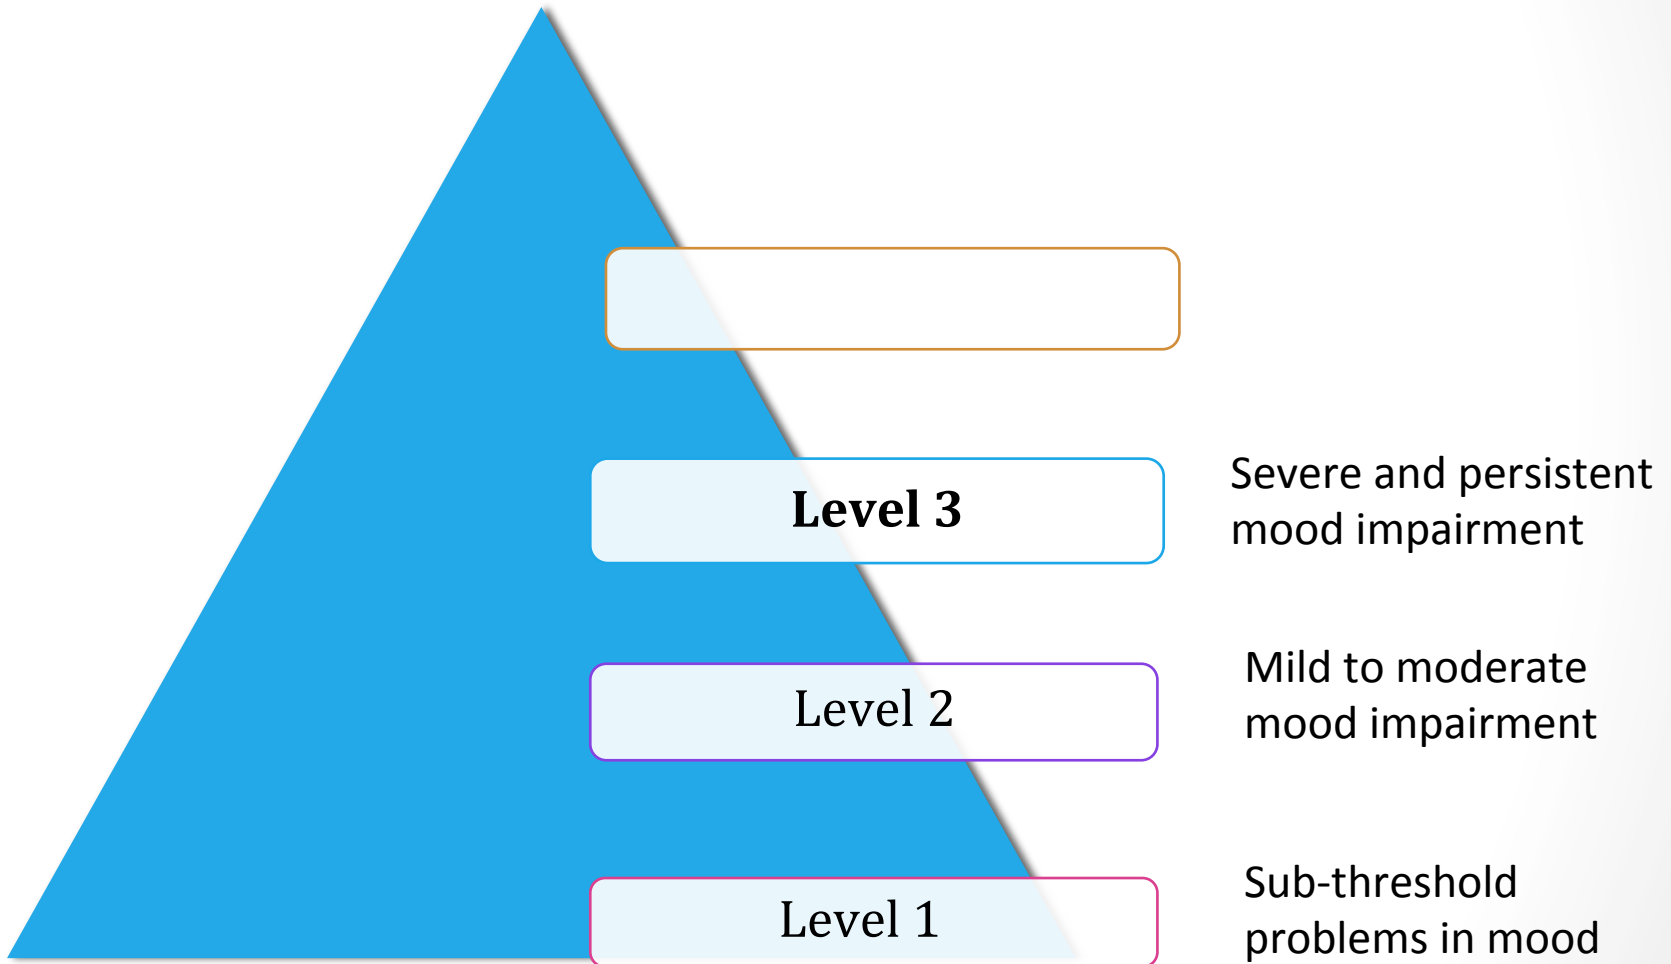 Level 3
Severe and persistent
mood impairment
Level 2
Mild to moderate
mood impairment
Level 1
Sub-threshold
problems in mood